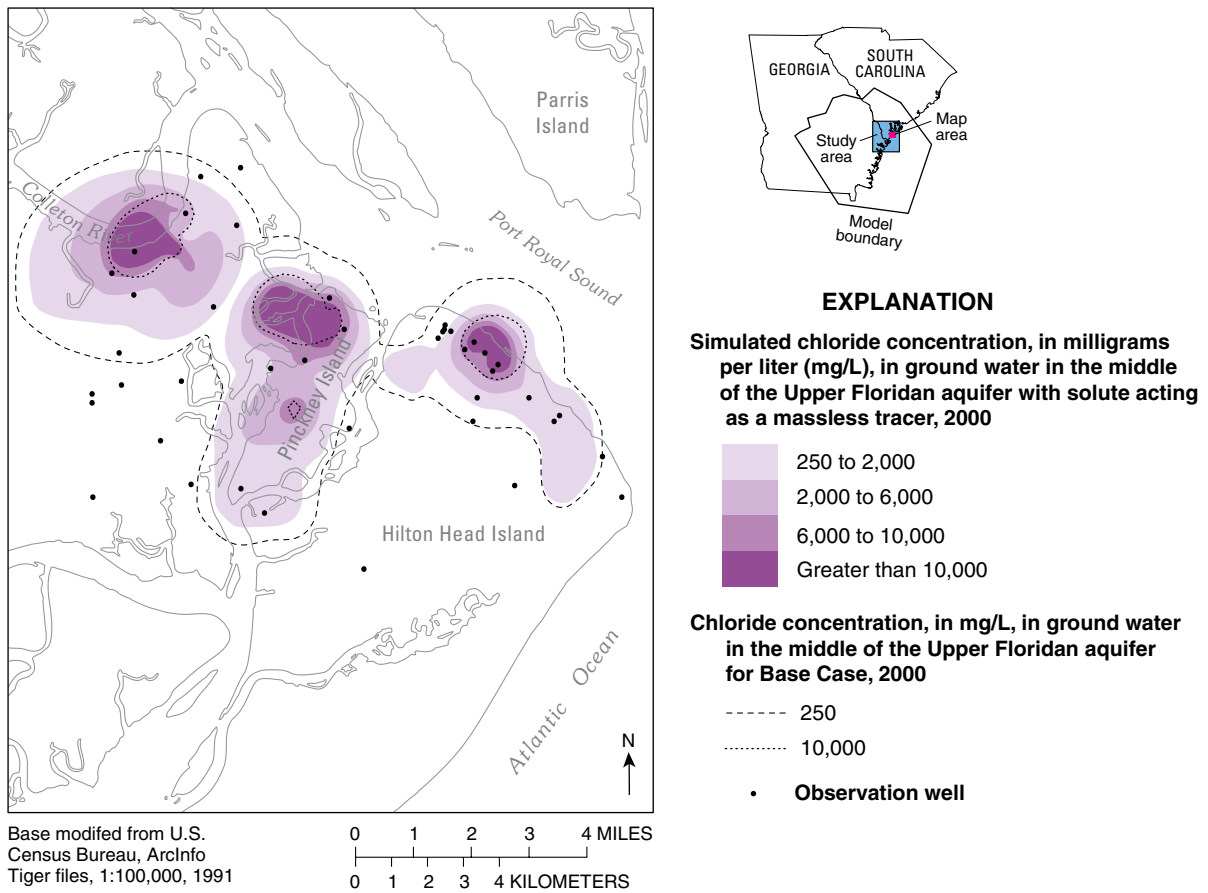 Parris
Island
Colleton River
Port Royal Sound
Pinckney Island
Hilton Head Island
Atlantic Ocean
N
Base modifed from U.S.
Census Bureau, ArcInfo
Tiger files, 1:100,000, 1991
0 1 2 3 4 MILES
0 1 2 3 4 KILOMETERS
GEORGIA
SOUTH
CAROLINA
Study
area
Map
area
Model
boundary
EXPLANATION
Simulated chloride concentration, in milligrams
per liter (mg/L), in ground water in the middle
of the Upper Floridan aquifer with solute acting
as a massless tracer, 2000
250 to 2,000
2,000 to 6,000
6,000 to 10,000
Greater than 10,000
Chloride concentration, in mg/L, in ground water
in the middle of the Upper Floridan aquifer
for Base Case, 2000
250
10,000
Observation well